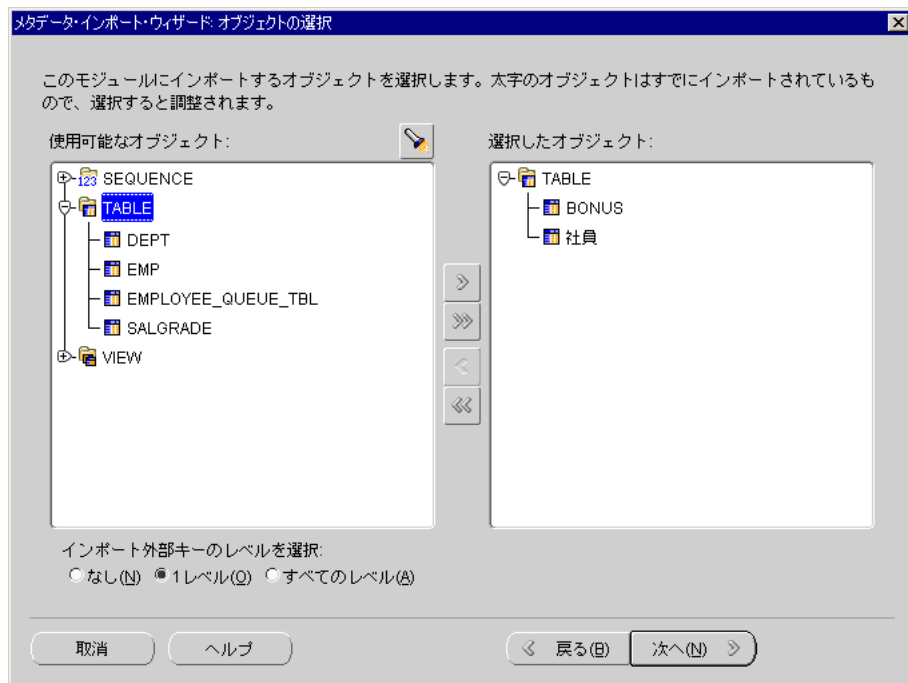 メタデータ・インポート・ウィザード: オブジェクトの選択
このモジュールにインポートするオブジェクトを選択します。太字のオブジェクトはすでにインポートされているも
ので、選択すると調整されます。
使用可能なオブジェクト:
選択したオブジェクト:
123 SEQUENCE
TABLE
DEPT
EMP
EMPLOYEE_QUEUE_TBL
SALGRADE
VIEW
TABLE
BONUS
社員
インポート外部キーのレベルを選択:
なし(N) 1レベル(O) すべてのレベル(A)
取消 ヘルプ 戻る(B) 次へ(N)